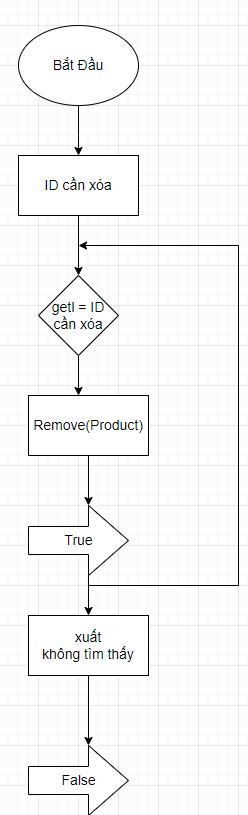 Bắt Đầu
ID cần xóa
getI = ID
cần xóa
Remove(Product)
True
xuất
không tìm thấy
False